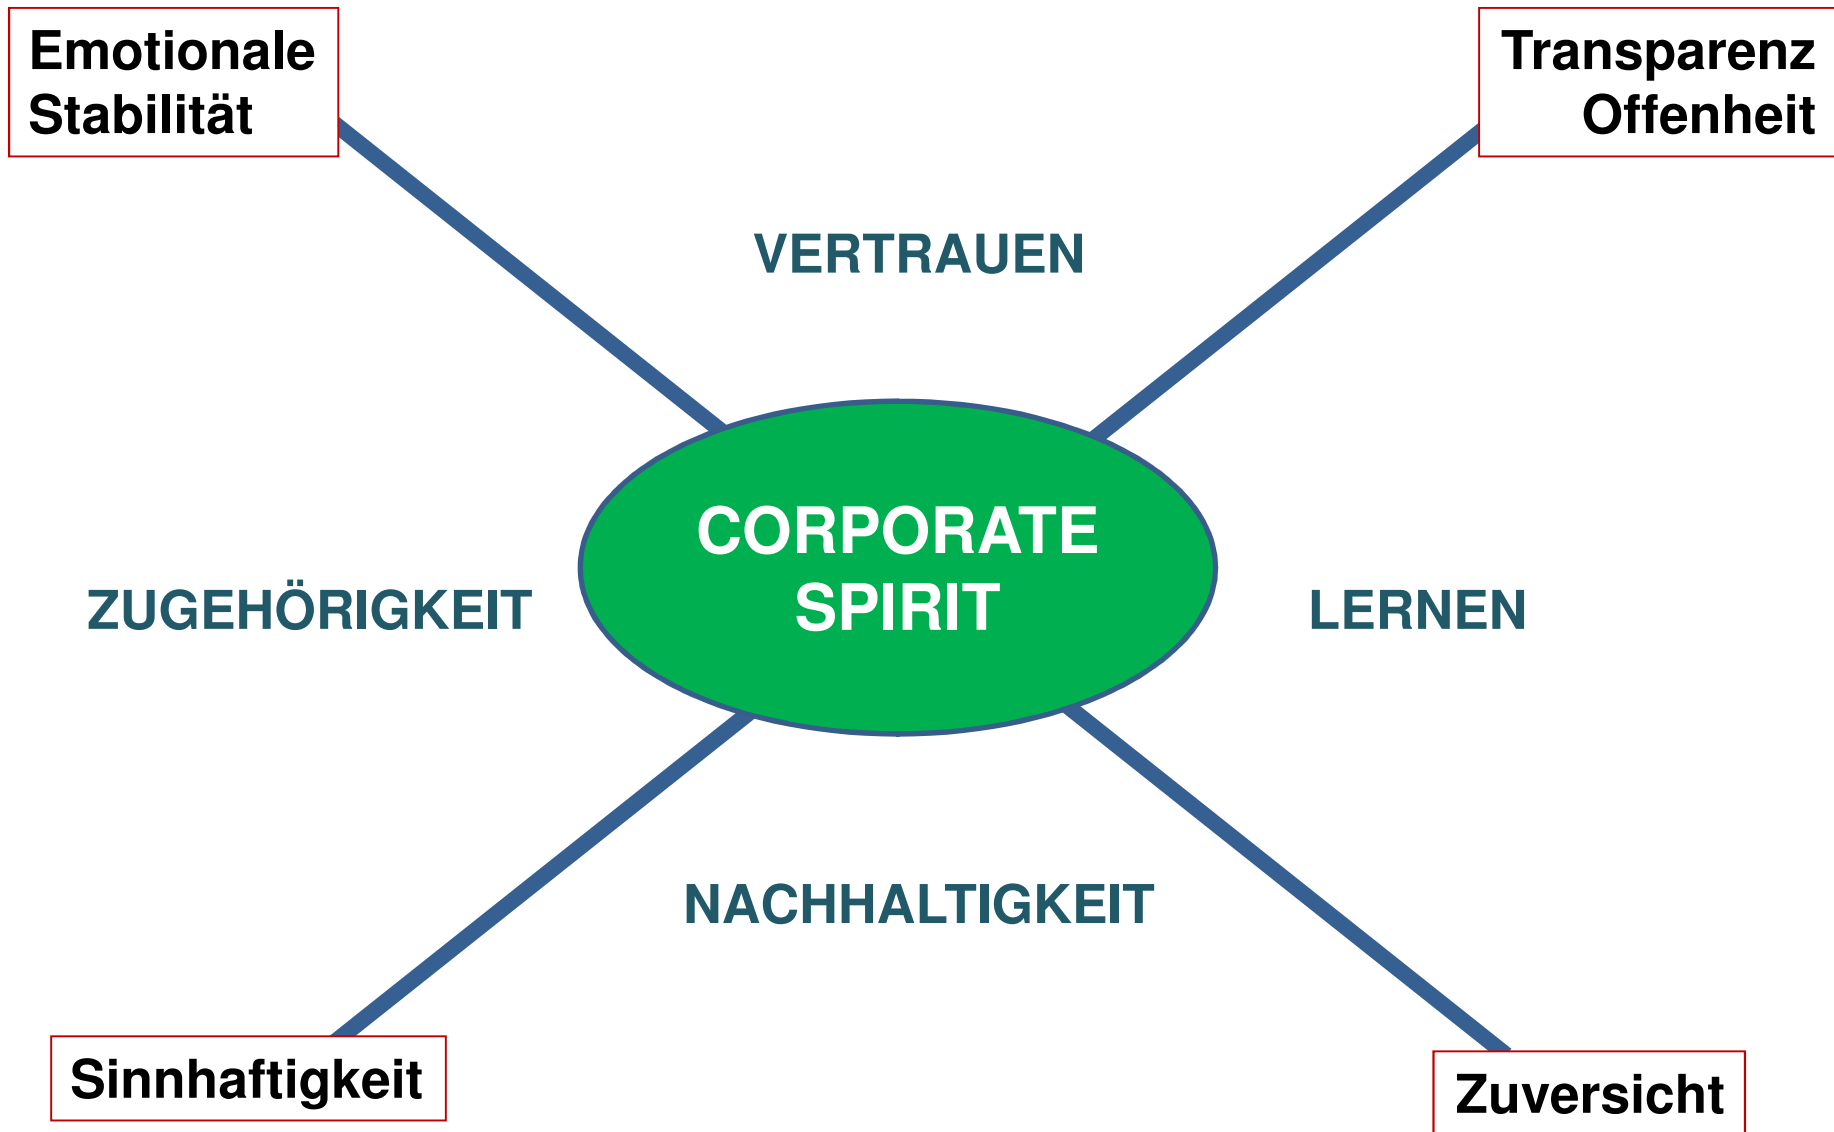 Emotionale
Stabilität
Transparenz
Offenheit
VERTRAUEN
CORPORATE
SPIRIT
ZUGEHÖRIGKEIT
LERNEN
NACHHALTIGKEIT
Sinnhaftigkeit
Zuversicht